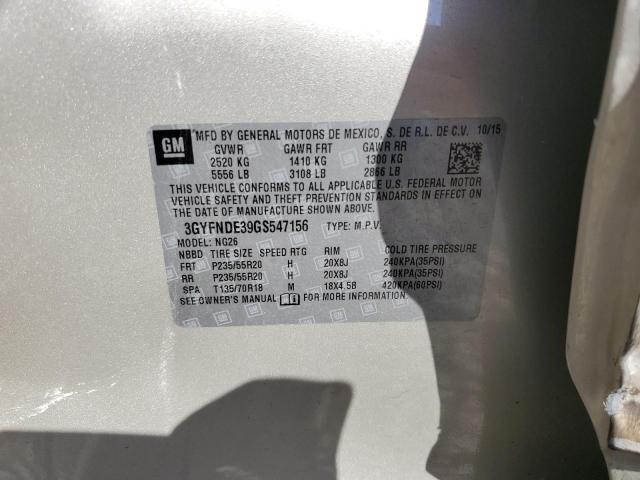 GM MFD BY GENERAL MOTORS DE MEXICO, S. DE R.L. DE C.V. 10/15
GVWR GAWR FRT GAWR RR
2520 KG 1410 KG 1300 KG
5556 LB 3108 LB 2866 LB
THIS VEHICLE CONFORMS TO ALL APPLICABLE U.S. FEDERAL MOTOR
VEHICLE SAFETY AND THEFT PREVENTION STANDARDS IN EFFECT ON
THE DATE OF MANUFACTURE SHOWN ABOVE.
3GYFNDE39GS547156 TYPE: M.P.V.
MODEL: NG26
NBBD TIRE SIZE SPEED RTG RIM COLD TIRE PRESSURE
FRT P235/55R20 H 20X8J 240KPA(35PSI)
RR P235/55R20 H 20X8J 240KPA(35PSI)
SPA T135/70R18 M 18X4.5B 420KPA(60PSI)
SEE OWNER'S MANUAL FOR MORE INFORMATION.